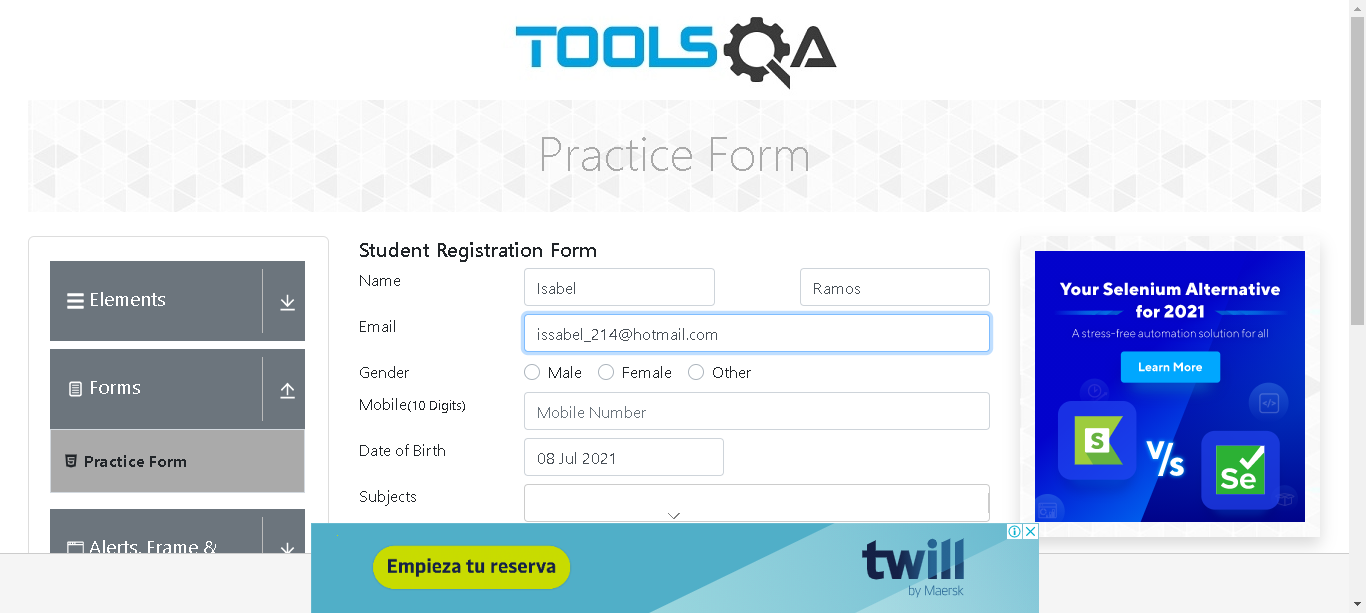 TOOLSQA
Practice Form
Elements
Forms
Practice Form
Alerts, Frame &
Student Registration Form
Name
Isabel
Ramos
Email
issabel_214@hotmail.com
Gender
Male
Female
Other
Mobile(10 Digits)
Mobile Number
Date of Birth
08 Jul 2021
Subjects
Your Selenium Alternative
for 2021
A stress-free automation solution for all
Learn More
S
V/s
Se
Empieza tu reserva
twill
by Maersk